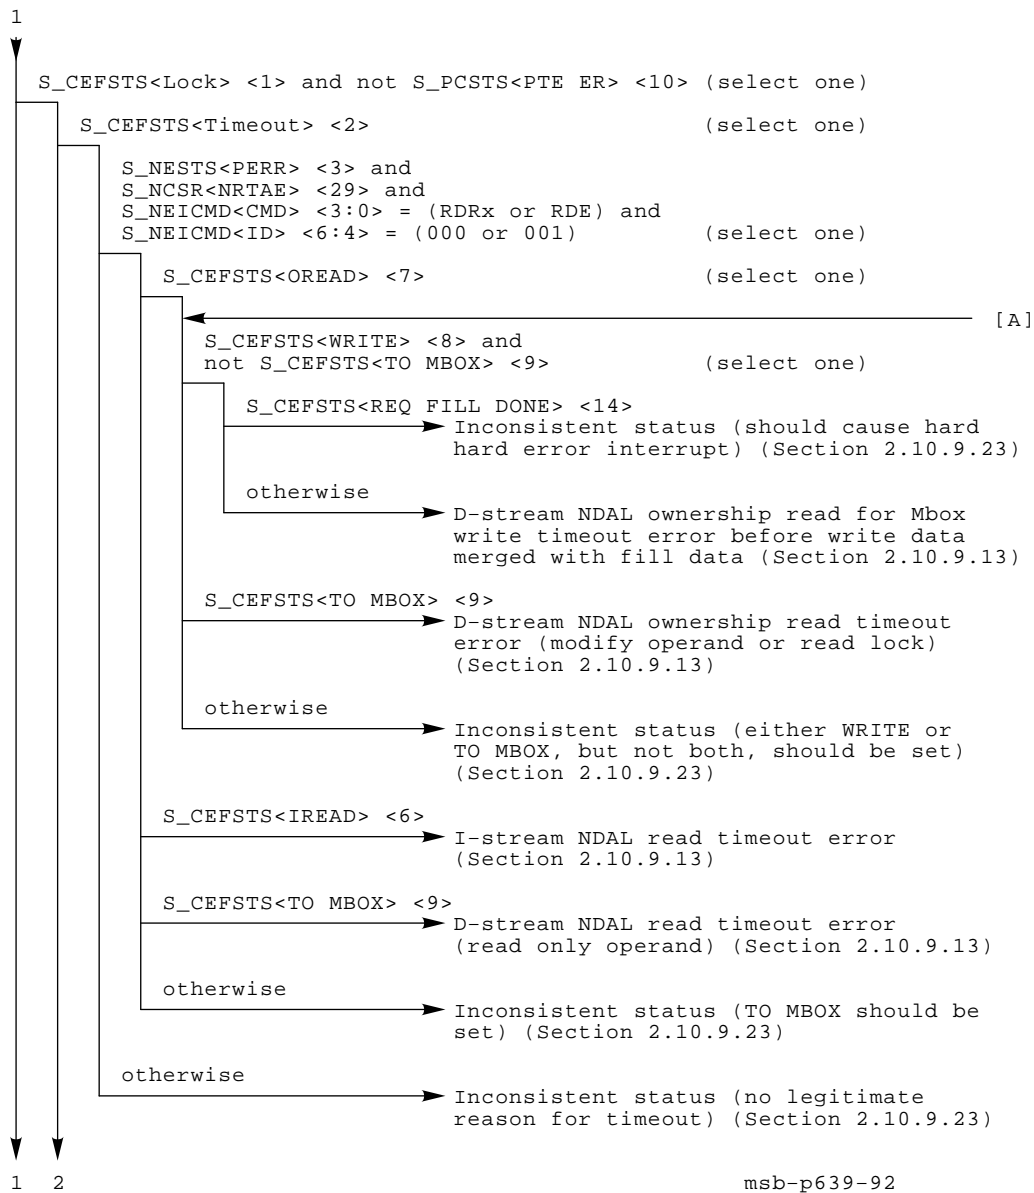 1
S_CEFSTS<Lock> <1> and not S_PCSTS<PTE ER> <10> (select one)
S_CEFSTS<Timeout> <2> (select one)
S_NESTS<PERR> <3> and
S_NCSR<NRTAE> <29> and
S_NEICMD<CMD> <3:0> = (RDRx or RDE) and
S_NEICMD<ID> <6:4> = (000 or 001) (select one)
S_CEFSTS<OREAD> <7> (select one)
[A]
S_CEFSTS<WRITE> <8> and
not S_CEFSTS<TO MBOX> <9> (select one)
S_CEFSTS<REQ FILL DONE> <14>
Inconsistent status (should cause hard
hard error interrupt) (Section 2.10.9.23)
otherwise
D-stream NDAL ownership read for Mbox
write timeout error before write data
merged with fill data (Section 2.10.9.13)
S_CEFSTS<TO MBOX> <9>
D-stream NDAL ownership read timeout
error (modify operand or read lock)
(Section 2.10.9.13)
otherwise
Inconsistent status (either WRITE or
TO MBOX, but not both, should be set)
(Section 2.10.9.23)
S_CEFSTS<IREAD> <6>
I-stream NDAL read timeout error
(Section 2.10.9.13)
S_CEFSTS<TO MBOX> <9>
D-stream NDAL read timeout error
(read only operand) (Section 2.10.9.13)
otherwise
Inconsistent status (TO MBOX should be
set) (Section 2.10.9.23)
otherwise
Inconsistent status (no legitimate
reason for timeout) (Section 2.10.9.23)
1 2 msb-p639-92